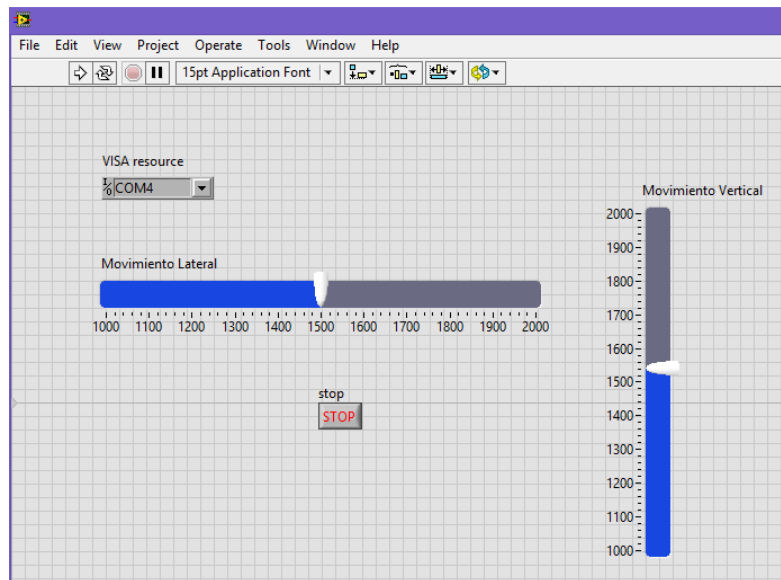 File Edit View Project Operate Tools Window Help
15pt Application Font
VISA resource
I/O COM4
Movimiento Vertical
2000
1900
1800
1700
1600
1500
1400
1300
1200
1100
1000
Movimiento Lateral
1000 1100 1200 1300 1400 1500 1600 1700 1800 1900 2000
stop
STOP